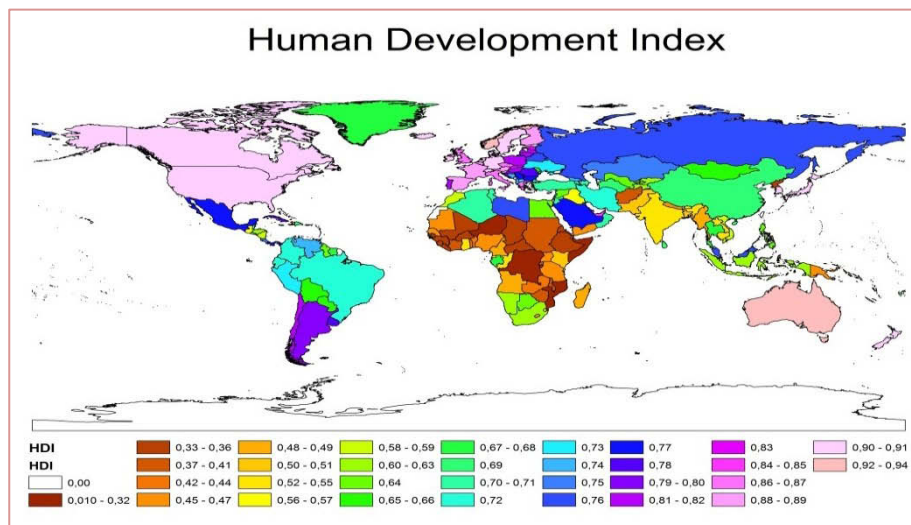 Human Development Index
HDI
HDI
0,00
0,010 - 0,32
0,33 - 0,36
0,37 - 0,41
0,42 - 0,44
0,45 - 0,47
0,48 - 0,49
0,50 - 0,51
0,52 - 0,55
0,56 - 0,57
0,58 - 0,59
0,60 - 0,63
0,64
0,65 - 0,66
0,67 - 0,68
0,69
0,70 - 0,71
0,72
0,73
0,74
0,75
0,76
0,77
0,78
0,79 - 0,80
0,81 - 0,82
0,83
0,84 - 0,85
0,86 - 0,87
0,88 - 0,89
0,90 - 0,91
0,92 - 0,94